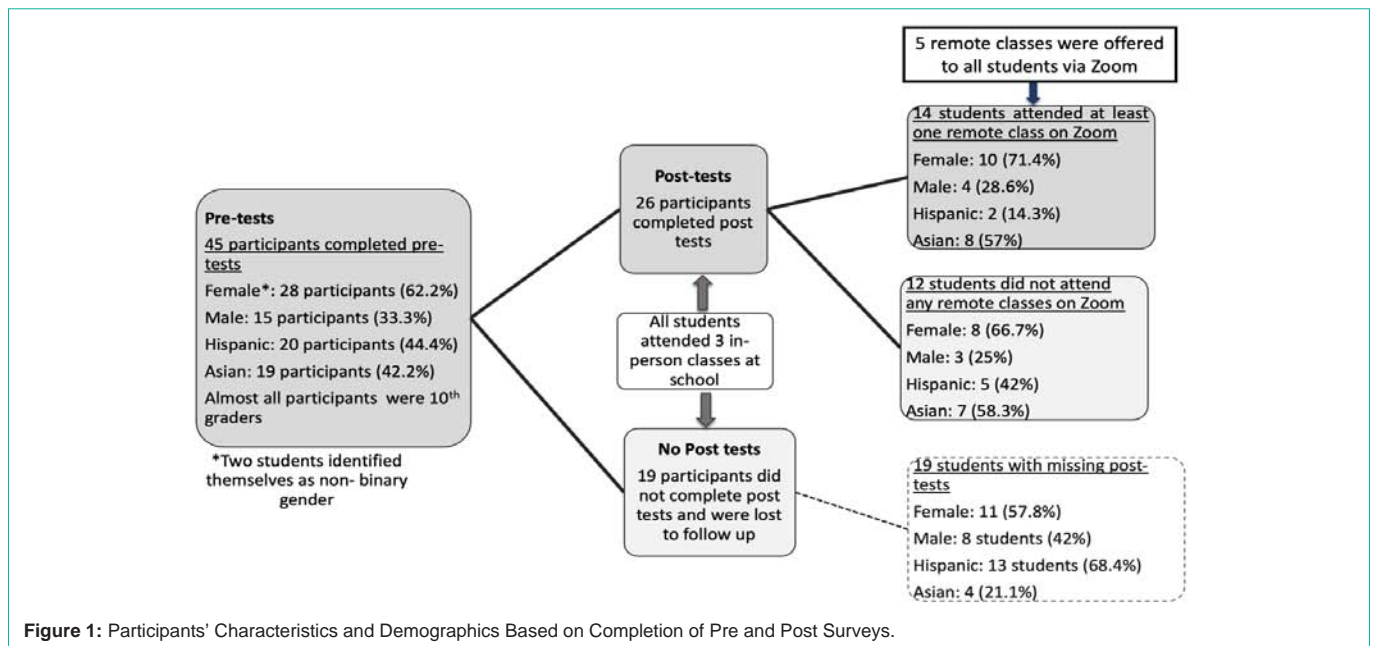 5 remote classes were offered
to all students via Zoom
14 students attended at least
one remote class on Zoom
Female: 10 (71.4%)
Male: 4 (28.6%)
Hispanic: 2 (14.3%)
Asian: 8 (57%)
Post-tests
26 participants
completed post
tests
Pre-tests
45 participants completed pre-
tests
Female*: 28 participants (62.2%)
Male: 15 participants (33.3%)
Hispanic: 20 participants (44.4%)
Asian: 19 participants (42.2%)
Almost all participants were 10th
graders
*Two students identified
themselves as non- binary
gender
All students
attended 3 in-
person classes at
school
12 students did not attend
any remote classes on Zoom
Female: 8 (66.7%)
Male: 3 (25%)
Hispanic: 5 (42%)
Asian: 7 (58.3%)
No Post tests
19 participants did
not complete post
tests and were lost
to follow up
19 students with missing post-
tests
Female: 11 (57.8%)
Male: 8 students (42%)
Hispanic: 13 students (68.4%)
Asian: 4 (21.1%)
Figure 1: Participants' Characteristics and Demographics Based on Completion of Pre and Post Surveys.